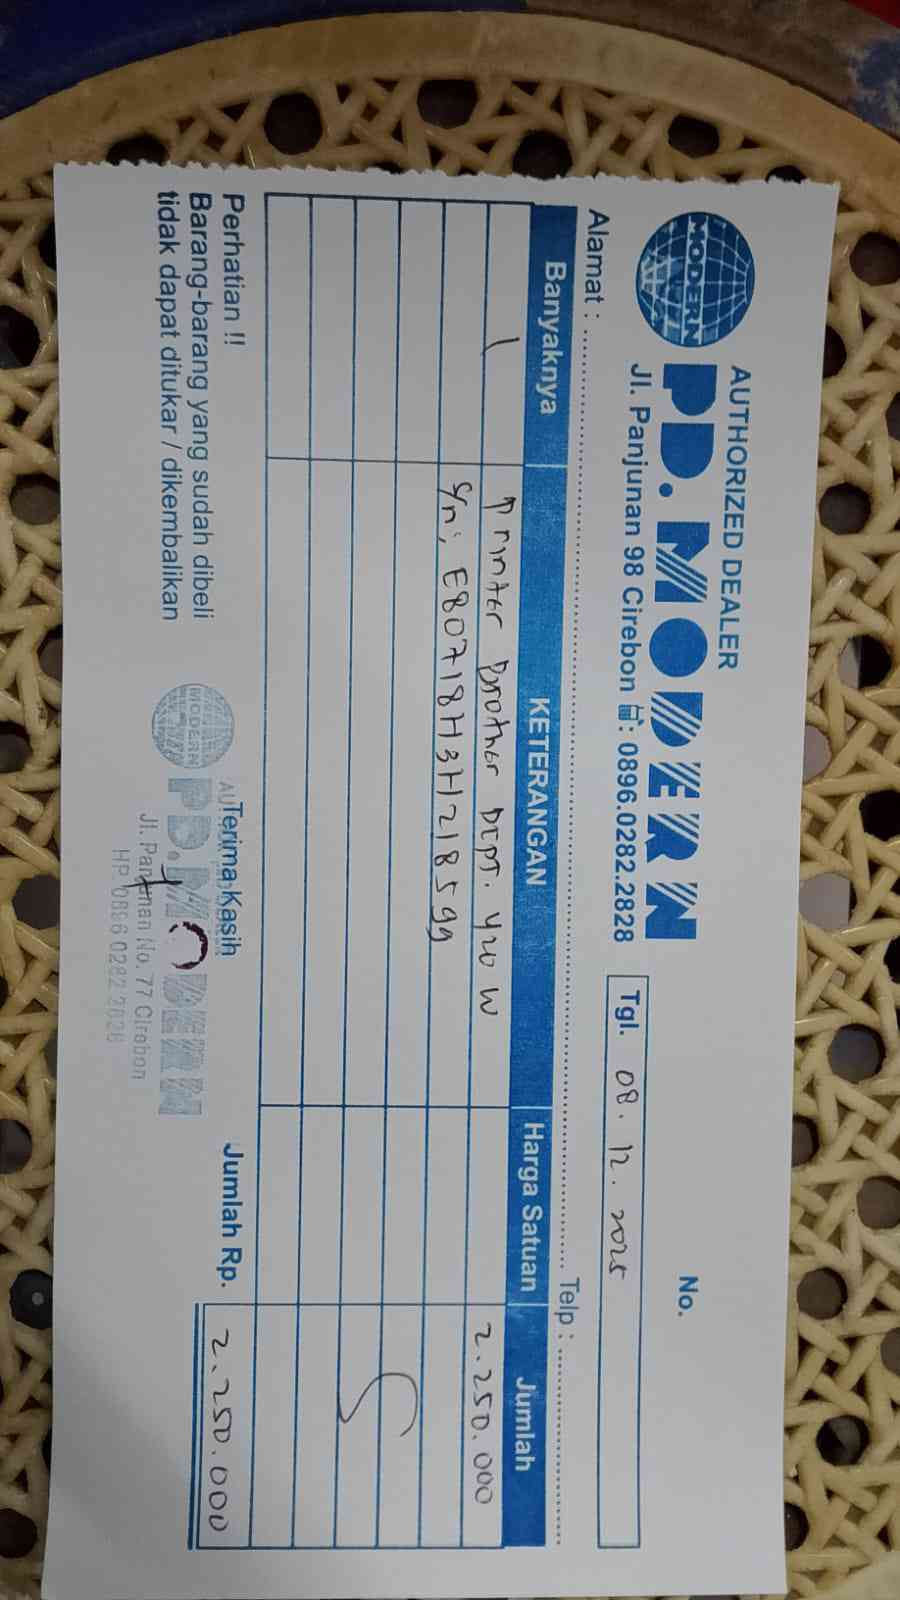 MODERN
AUTHORIZED DEALER
PD. MODERN
Jl. Panjunan 98 Cirebon : 0896.0282.2828
No.
Tgl. 08. 12. 2025
Alamat : Telp :
Banyaknya KETERANGAN Harga Satuan Jumlah
1 Printer Brother DCPT. 420 W 2.250.000
S/n: E80718H3H218599
Perhatian !!
Barang-barang yang sudah dibeli
tidak dapat ditukar / dikembalikan
Terima Kasih
Jumlah Rp. 2.250.000
MODERN
PD. MODERN
Jl. Panjunan No. 77 Cirebon
HP. 0896 0282 2828